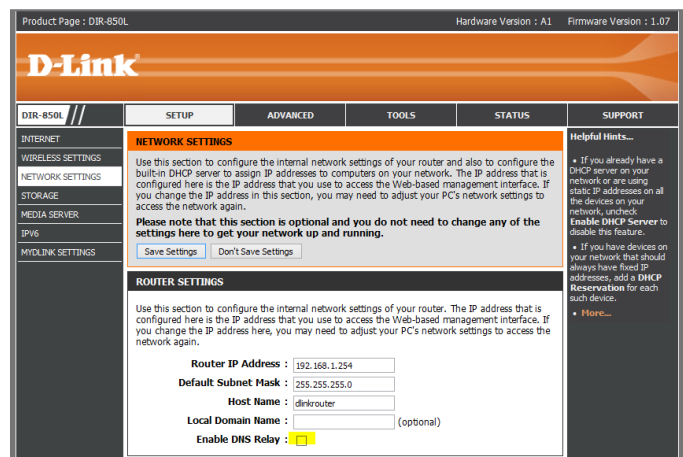 Product Page : DIR-850L
Hardware Version : A1
Firmware Version : 1.07
D-Link
DIR-850L
SETUP
ADVANCED
TOOLS
STATUS
SUPPORT
INTERNET
WIRELESS SETTINGS
NETWORK SETTINGS
STORAGE
MEDIA SERVER
IPV6
MYDLINK SETTINGS
NETWORK SETTINGS
Use this section to configure the internal network settings of your router and also to configure the
built-in DHCP server to assign IP addresses to computers on your network. The IP address that is
configured here is the IP address that you use to access the Web-based management interface. If
you change the IP address in this section, you may need to adjust your PC's network settings to
access the network again.
Please note that this section is optional and you do not need to change any of the
settings here to get your network up and running.
Save Settings
Don't Save Settings
ROUTER SETTINGS
Use this section to configure the internal network settings of your router. The IP address that is
configured here is the IP address that you use to access the Web-based management interface. If
you change the IP address here, you may need to adjust your PC's network settings to access the
network again.
Router IP Address : 192.168.1.254
Default Subnet Mask : 255.255.255.0
Host Name : dlinkrouter
Local Domain Name : (optional)
Enable DNS Relay :
Helpful Hints...
• If you already have a
DHCP server on your
network or are using
static IP addresses on all
the devices on your
network, uncheck
Enable DHCP Server to
disable this feature.
• If you have devices on
your network that should
always have fixed IP
addresses, add a DHCP
Reservation for each
such device.
• More...